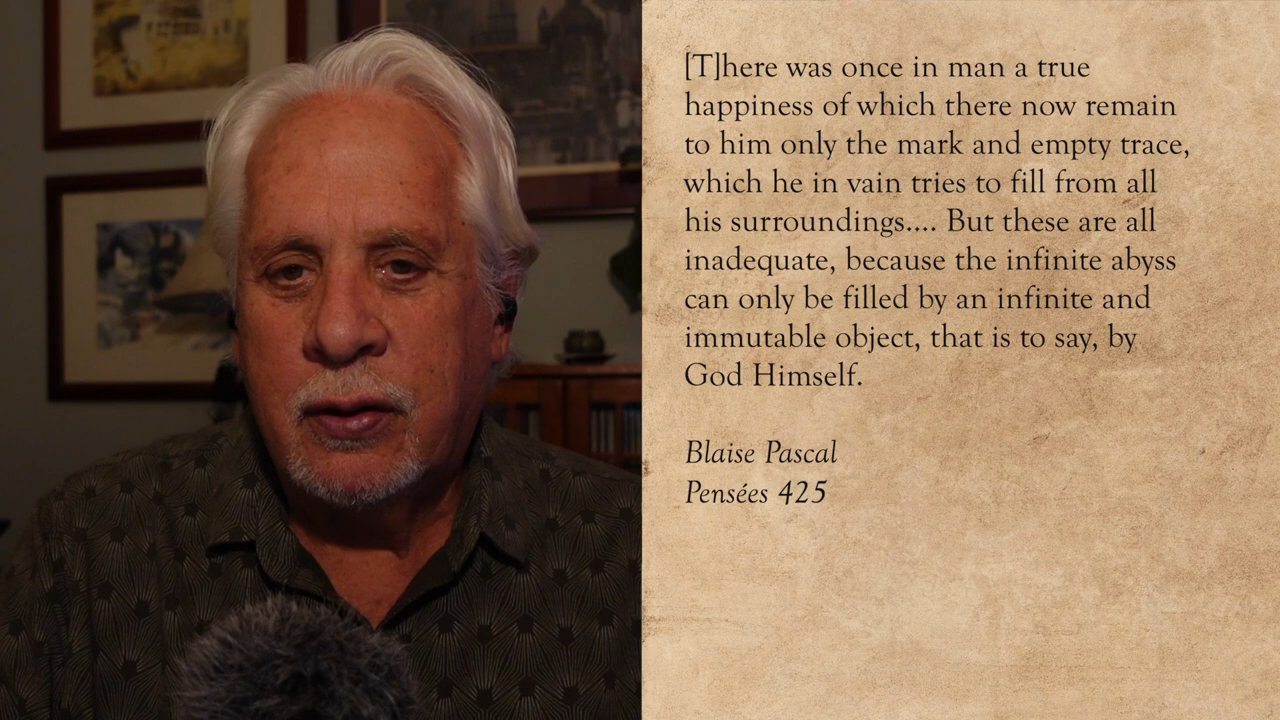 [T]here was once in man a true
happiness of which there now remain
to him only the mark and empty trace,
which he in vain tries to fill from all
his surroundings.... But these are all
inadequate, because the infinite abyss
can only be filled by an infinite and
immutable object, that is to say, by
God Himself.
Blaise Pascal
Pensées 425